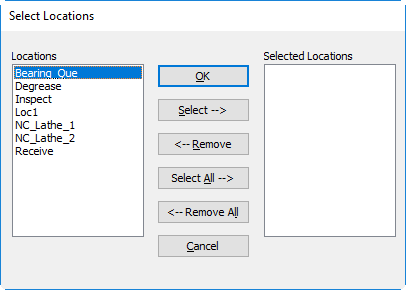 Select Locations
Locations
Bearing_Que
Degrease
Inspect
Loc1
NC_Lathe_1
NC_Lathe_2
Receive
OK
Select -->
<-- Remove
Select All -->
<-- Remove All
Cancel
Selected Locations